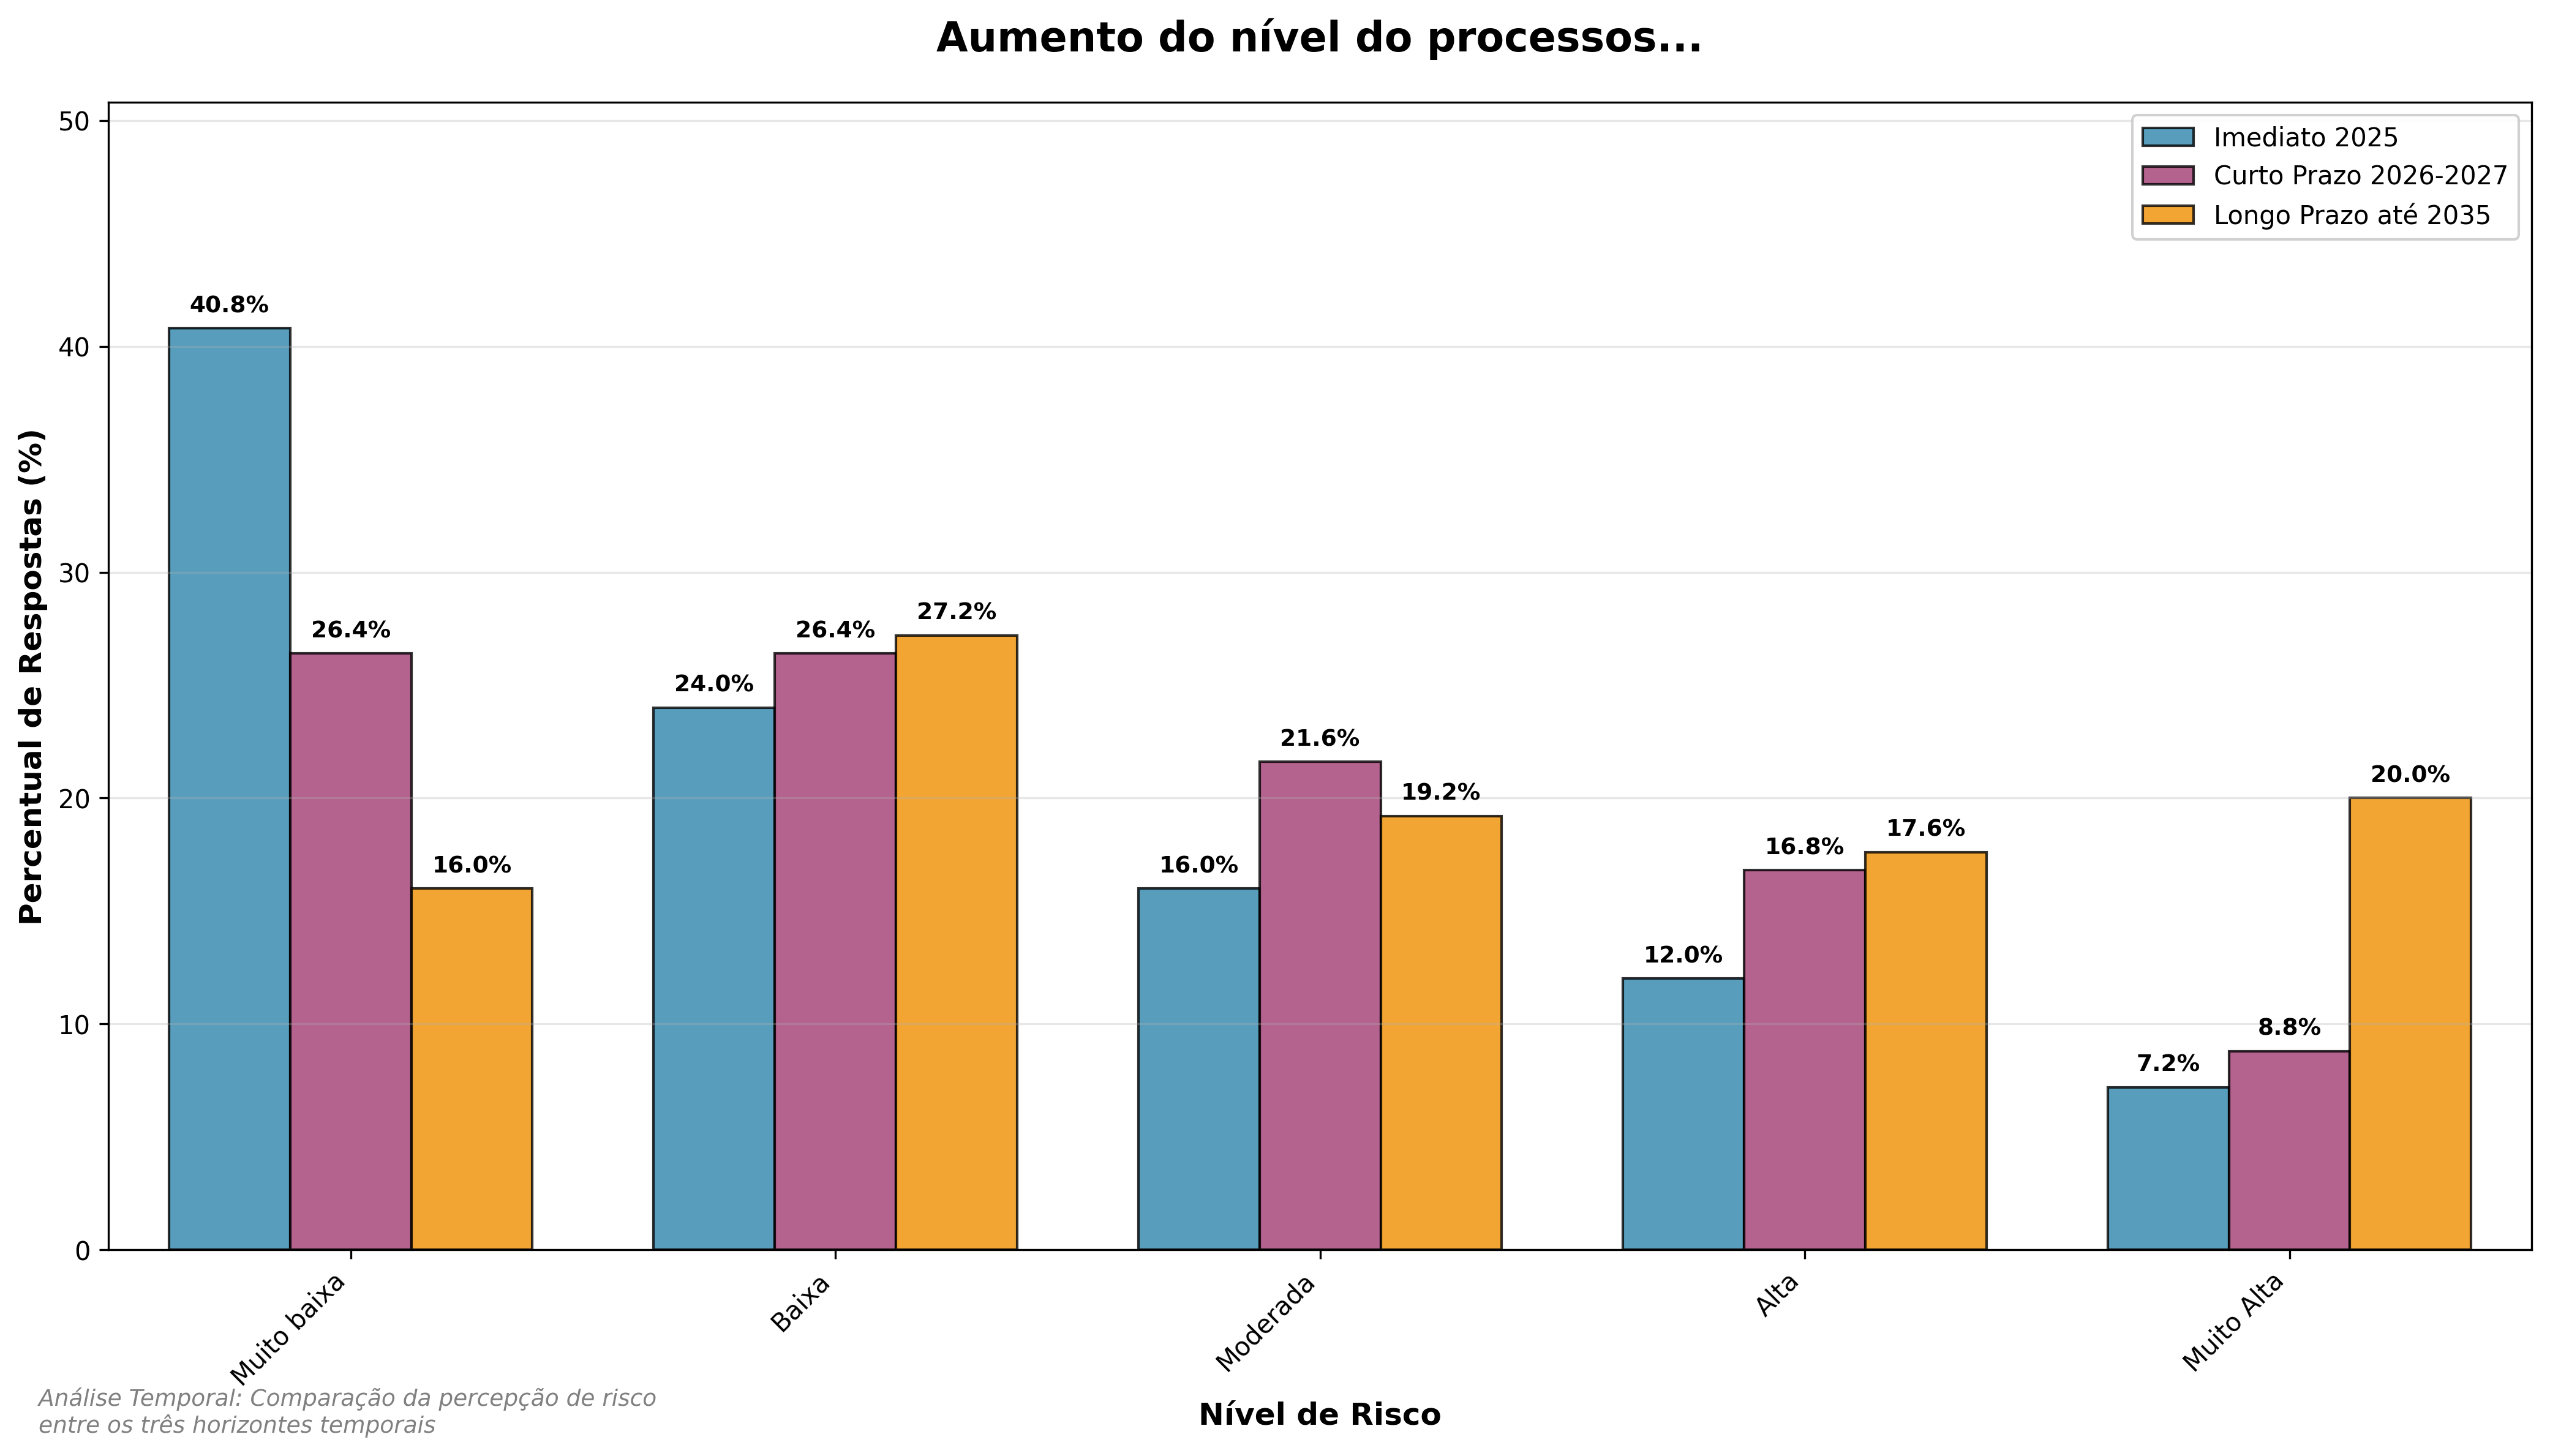 Aumento do nível do processos...
Percentual de Respostas (%)
50
40
30
20
10
0
Imediato 2025
Curto Prazo 2026-2027
Longo Prazo até 2035
40.8%
26.4%
16.0%
24.0%
26.4%
27.2%
16.0%
21.6%
19.2%
12.0%
16.8%
17.6%
7.2%
8.8%
20.0%
Muito baixa
Baixa
Moderada
Alta
Muito Alta
Nível de Risco
Análise Temporal: Comparação da percepção de risco
entre os três horizontes temporais